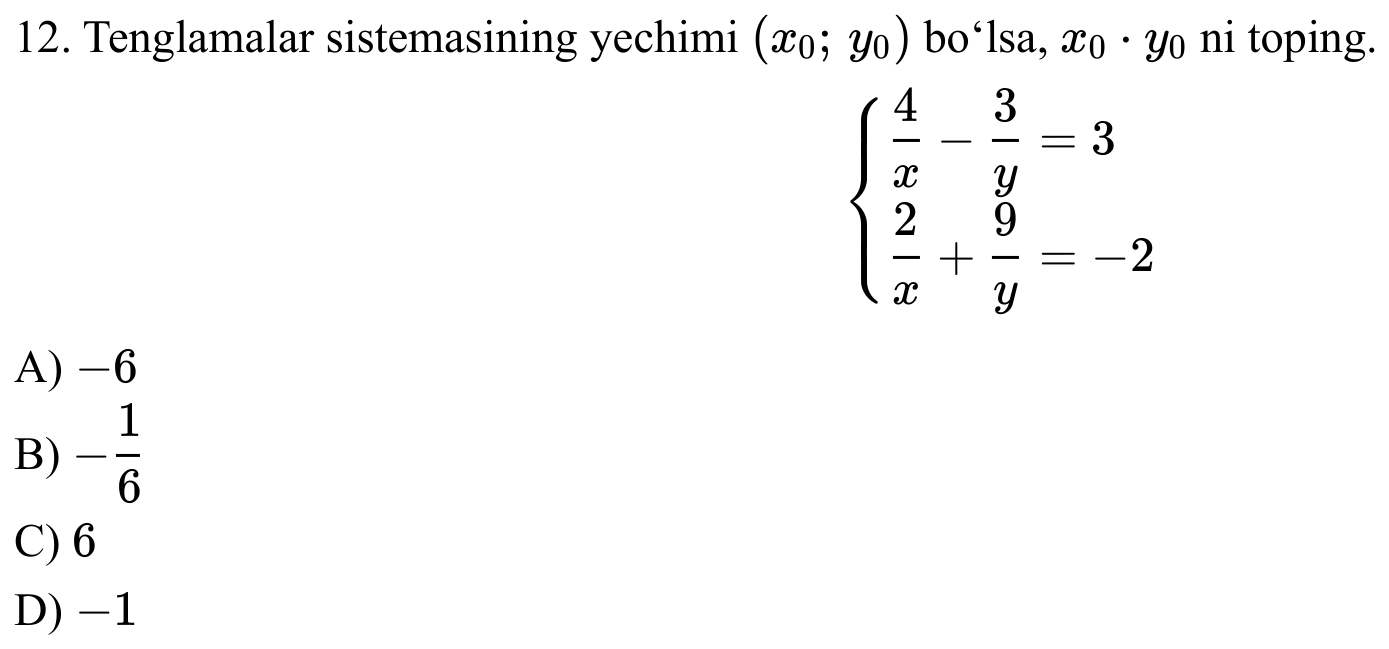 12. Tenglamalar sistemasining yechimi (x₀; y₀) bo‘lsa, x₀ · y₀ ni toping.
{ 4/x − 3/y = 3
2/x + 9/y = −2
A) −6
B) −1/6
C) 6
D) −1